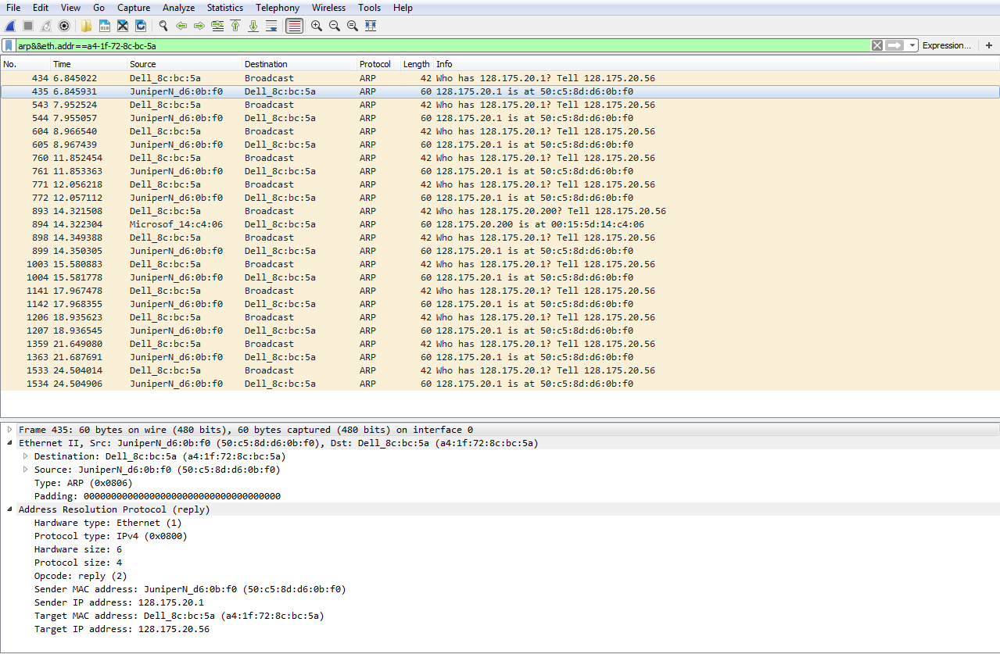 File Edit View Go Capture Analyze Statistics Telephony Wireless Tools Help
arp&&eth.addr==a4-1f-72-8c-bc-5a Expression... +
No. Time Source Destination Protocol Length Info
434 6.845022 Dell_8c:bc:5a Broadcast ARP 42 Who has 128.175.20.1? Tell 128.175.20.56
435 6.845931 JuniperN_d6:0b:f0 Dell_8c:bc:5a ARP 60 128.175.20.1 is at 50:c5:8d:d6:0b:f0
543 7.952524 Dell_8c:bc:5a Broadcast ARP 42 Who has 128.175.20.1? Tell 128.175.20.56
544 7.955057 JuniperN_d6:0b:f0 Dell_8c:bc:5a ARP 60 128.175.20.1 is at 50:c5:8d:d6:0b:f0
604 8.966540 Dell_8c:bc:5a Broadcast ARP 42 Who has 128.175.20.1? Tell 128.175.20.56
605 8.967439 JuniperN_d6:0b:f0 Dell_8c:bc:5a ARP 60 128.175.20.1 is at 50:c5:8d:d6:0b:f0
760 11.852454 Dell_8c:bc:5a Broadcast ARP 42 Who has 128.175.20.1? Tell 128.175.20.56
761 11.853363 JuniperN_d6:0b:f0 Dell_8c:bc:5a ARP 60 128.175.20.1 is at 50:c5:8d:d6:0b:f0
771 12.056218 Dell_8c:bc:5a Broadcast ARP 42 Who has 128.175.20.1? Tell 128.175.20.56
772 12.057112 JuniperN_d6:0b:f0 Dell_8c:bc:5a ARP 60 128.175.20.1 is at 50:c5:8d:d6:0b:f0
893 14.321508 Dell_8c:bc:5a Broadcast ARP 42 Who has 128.175.20.200? Tell 128.175.20.56
894 14.322304 Microsof_14:c4:06 Dell_8c:bc:5a ARP 60 128.175.20.200 is at 00:15:5d:14:c4:06
898 14.349388 Dell_8c:bc:5a Broadcast ARP 42 Who has 128.175.20.1? Tell 128.175.20.56
899 14.350305 JuniperN_d6:0b:f0 Dell_8c:bc:5a ARP 60 128.175.20.1 is at 50:c5:8d:d6:0b:f0
1003 15.580883 Dell_8c:bc:5a Broadcast ARP 42 Who has 128.175.20.1? Tell 128.175.20.56
1004 15.581778 JuniperN_d6:0b:f0 Dell_8c:bc:5a ARP 60 128.175.20.1 is at 50:c5:8d:d6:0b:f0
1141 17.967478 Dell_8c:bc:5a Broadcast ARP 42 Who has 128.175.20.1? Tell 128.175.20.56
1142 17.968355 JuniperN_d6:0b:f0 Dell_8c:bc:5a ARP 60 128.175.20.1 is at 50:c5:8d:d6:0b:f0
1206 18.935623 Dell_8c:bc:5a Broadcast ARP 42 Who has 128.175.20.1? Tell 128.175.20.56
1207 18.936545 JuniperN_d6:0b:f0 Dell_8c:bc:5a ARP 60 128.175.20.1 is at 50:c5:8d:d6:0b:f0
1359 21.649080 Dell_8c:bc:5a Broadcast ARP 42 Who has 128.175.20.1? Tell 128.175.20.56
1363 21.687691 JuniperN_d6:0b:f0 Dell_8c:bc:5a ARP 60 128.175.20.1 is at 50:c5:8d:d6:0b:f0
1533 24.504014 Dell_8c:bc:5a Broadcast ARP 42 Who has 128.175.20.1? Tell 128.175.20.56
1534 24.504906 JuniperN_d6:0b:f0 Dell_8c:bc:5a ARP 60 128.175.20.1 is at 50:c5:8d:d6:0b:f0
Frame 435: 60 bytes on wire (480 bits), 60 bytes captured (480 bits) on interface 0
Ethernet II, Src: JuniperN_d6:0b:f0 (50:c5:8d:d6:0b:f0), Dst: Dell_8c:bc:5a (a4:1f:72:8c:bc:5a)
Destination: Dell_8c:bc:5a (a4:1f:72:8c:bc:5a)
Source: JuniperN_d6:0b:f0 (50:c5:8d:d6:0b:f0)
Type: ARP (0x0806)
Padding: 000000000000000000000000000000000000
Address Resolution Protocol (reply)
Hardware type: Ethernet (1)
Protocol type: IPv4 (0x0800)
Hardware size: 6
Protocol size: 4
Opcode: reply (2)
Sender MAC address: JuniperN_d6:0b:f0 (50:c5:8d:d6:0b:f0)
Sender IP address: 128.175.20.1
Target MAC address: Dell_8c:bc:5a (a4:1f:72:8c:bc:5a)
Target IP address: 128.175.20.56